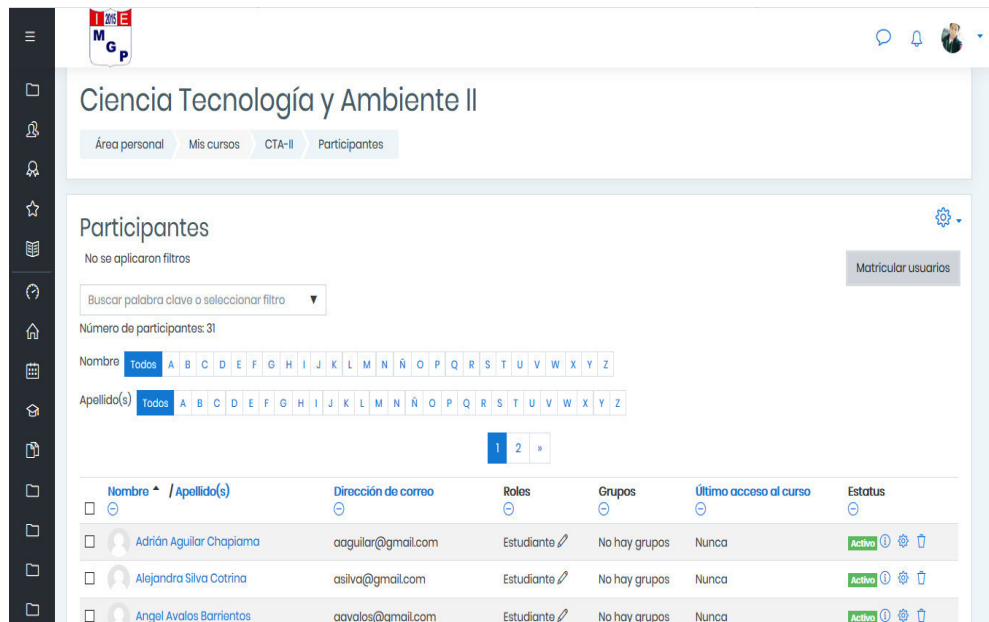 I 2015 E
M G P
Ciencia Tecnología y Ambiente II
Área personal Mis cursos CTA-II Participantes
Participantes
No se aplicaron filtros
Matricular usuarios
Buscar palabra clave o seleccionar filtro ▼
Número de participantes: 31
Nombre Todos A B C D E F G H I J K L M N Ñ O P Q R S T U V W X Y Z
Apellido(s) Todos A B C D E F G H I J K L M N Ñ O P Q R S T U V W X Y Z
1 2 »
Nombre / Apellido(s) Dirección de correo Roles Grupos Último acceso al curso Estatus
Adrián Aguilar Chapiama aaguilar@gmail.com Estudiante No hay grupos Nunca Activo
Alejandra Silva Cotrina asilva@gmail.com Estudiante No hay grupos Nunca Activo
Angel Avalos Barrientos aavalos@gmail.com Estudiante No hay grupos Nunca Activo